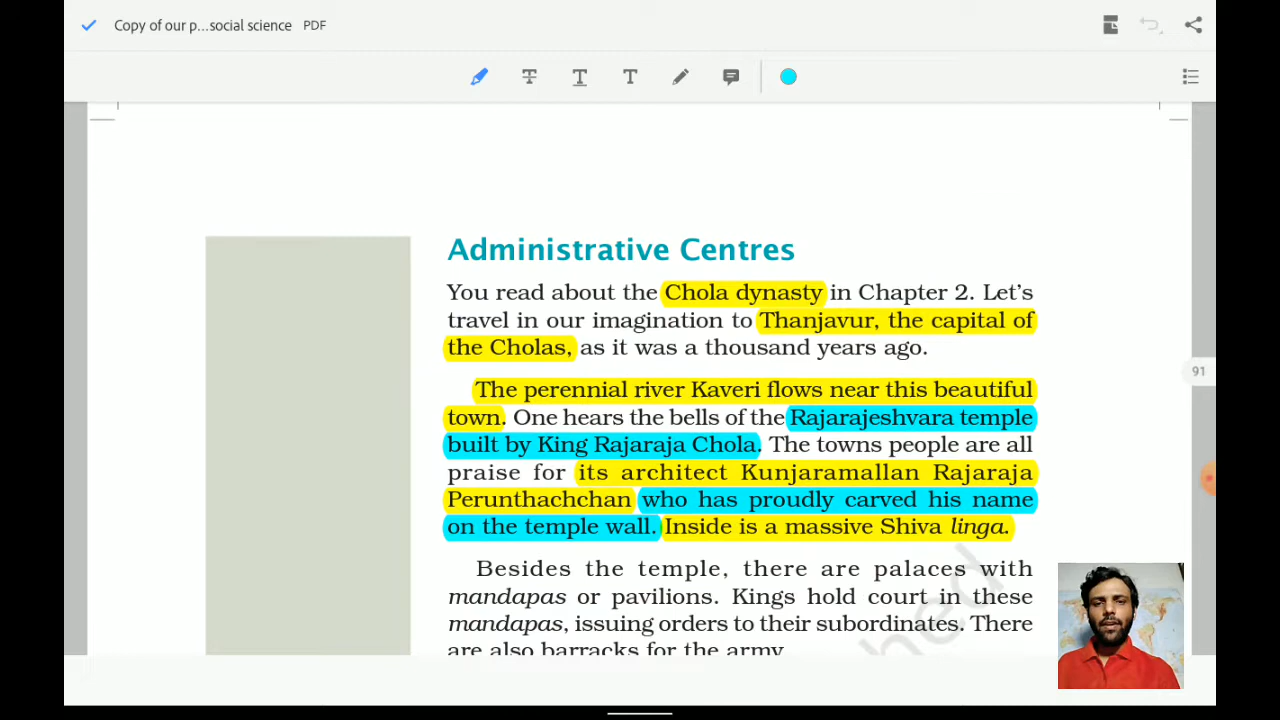 Copy of our p...social science PDF
Administrative Centres
You read about the Chola dynasty in Chapter 2. Let's
travel in our imagination to Thanjavur, the capital of
the Cholas, as it was a thousand years ago.
91
The perennial river Kaveri flows near this beautiful
town. One hears the bells of the Rajarajeshvara temple
built by King Rajaraja Chola. The towns people are all
praise for its architect Kunjaramallan Rajaraja
Perunthachchan who has proudly carved his name
on the temple wall. Inside is a massive Shiva linga.
Besides the temple, there are palaces with
mandapas or pavilions. Kings hold court in these
mandapas, issuing orders to their subordinates. There
are also barracks for the army.